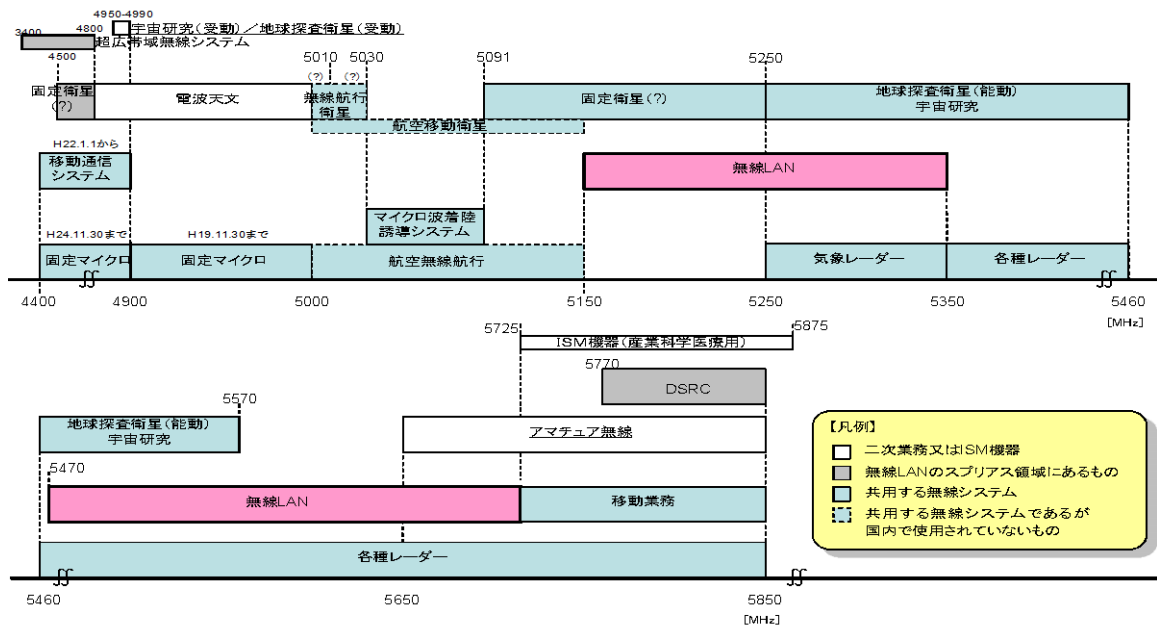 4950-4990
3400
4800
宇宙研究(受動)/地球探査衛星(受動)
超広帯域無線システム
4500
5010
5030
5091
5250
(?)
(?)
固定衛星
(?)
電波天文
無線航行
衛星
固定衛星(?)
地球探査衛星(能動)
宇宙研究
航空移動衛星
H22.1.1から
移動通信
システム
無線LAN
マイクロ波着陸
誘導システム
H24.11.30まで
H19.11.30まで
固定マイクロ
固定マイクロ
航空無線航行
気象レーダー
各種レーダー
4400
4900
5000
5150
5250
5350
5460
[MHz]
5725
5875
ISM機器(産業科学医療用)
5770
DSRC
5570
地球探査衛星(能動)
宇宙研究
アマチュア無線
5470
無線LAN
移動業務
各種レーダー
5460
5650
5850
[MHz]
【凡例】
二次業務又はISM機器
無線LANのスプリアス領域にあるもの
共用する無線システム
共用する無線システムであるが
国内で使用されていないもの